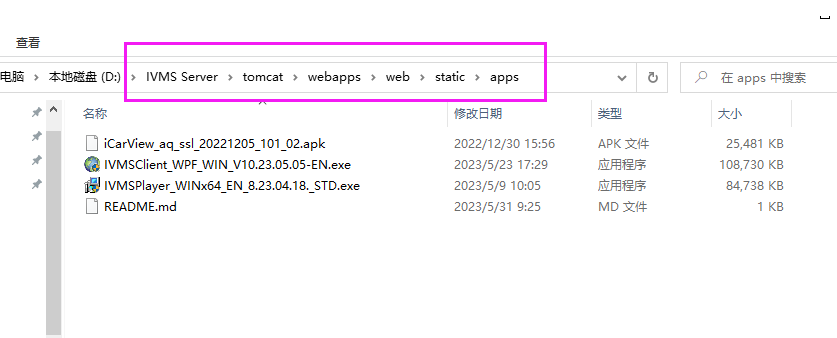 查看
电脑 > 本地磁盘 (D:) > IVMS Server > tomcat > webapps > web > static > apps 在 apps 中搜索
名称 修改日期 类型 大小
iCarView_aq_ssl_20221205_101_02.apk 2022/12/30 15:56 APK 文件 25,481 KB
IVMSClient_WPF_WIN_V10.23.05.05-EN.exe 2023/5/23 17:29 应用程序 108,730 KB
IVMSPlayer_WINx64_EN_8.23.04.18._STD.exe 2023/5/9 10:05 应用程序 84,738 KB
README.md 2023/5/31 9:25 MD 文件 1 KB